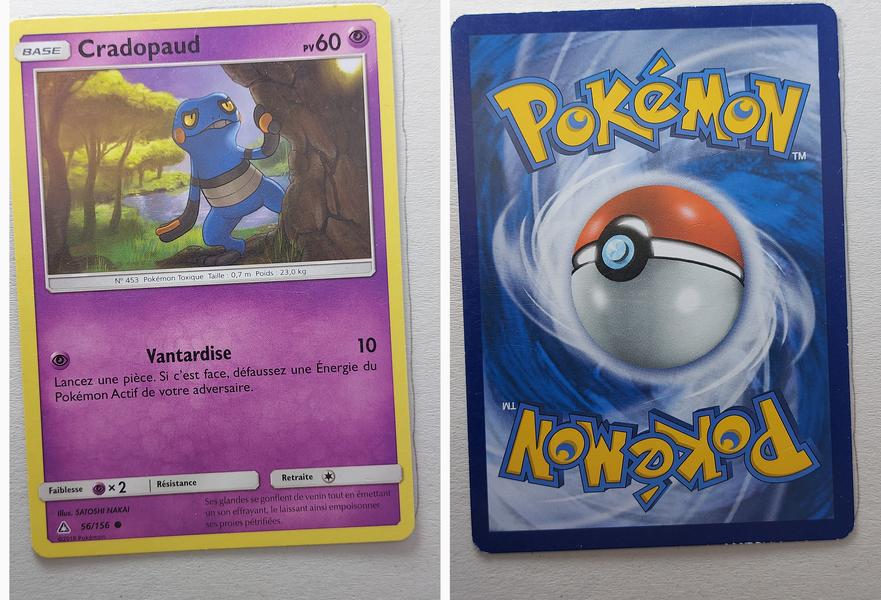 BASE Cradopaud PV60
N° 453 Pokémon Toxique Taille : 0,7 m Poids : 23,0 kg
Vantardise 10
Lancez une pièce. Si c'est face, défaussez une Énergie du
Pokémon Actif de votre adversaire.
Faiblesse ×2 Résistance Retraite
Illus. SATOSHI NAKAI
56/156
©2018 Pokémon
Ses glandes se gonflent de venin tout en émettant
un son effrayant, le laissant ainsi empoisonner
ses proies pétrifiées.
POKéMON
TM
POKéMON
TM